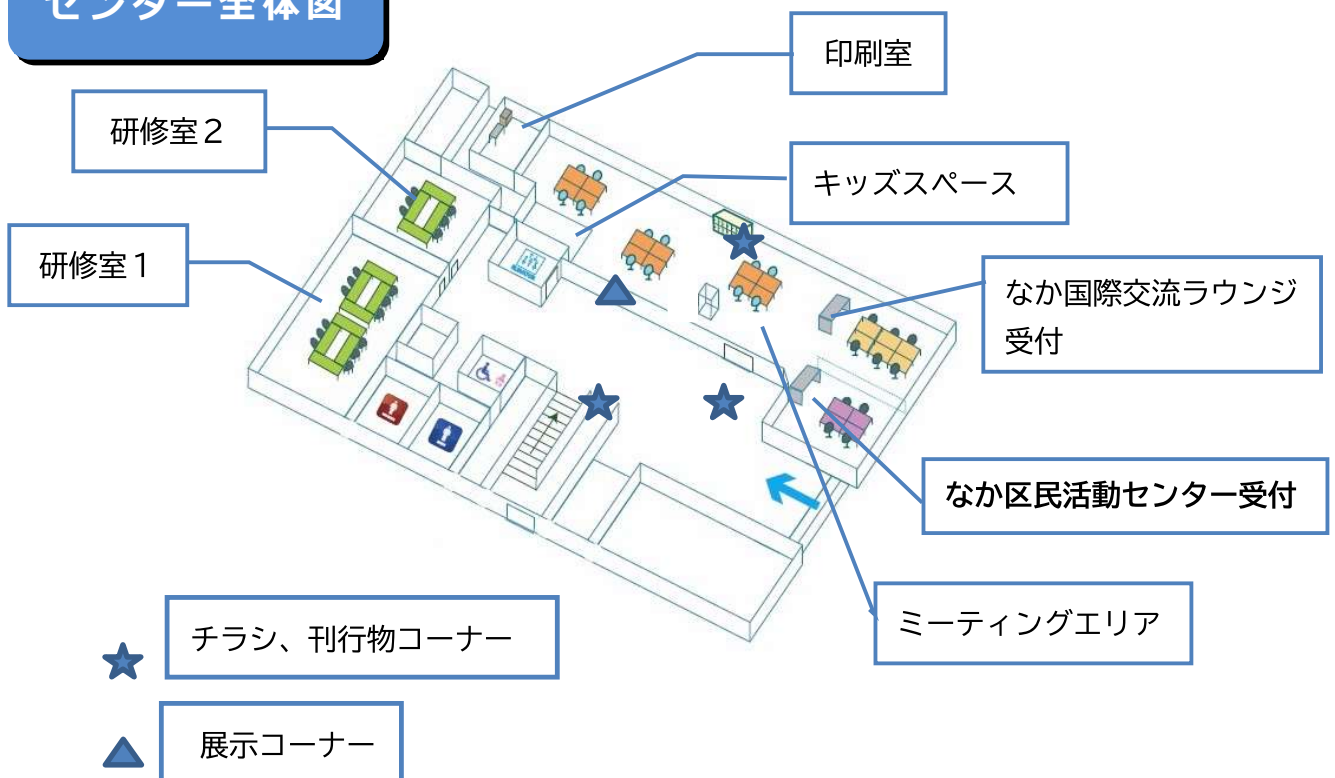 センター全体図
印刷室
研修室２
キッズスペース
研修室１
なか国際交流ラウンジ
受付
なか区民活動センター受付
ミーティングエリア
チラシ、刊行物コーナー
展示コーナー